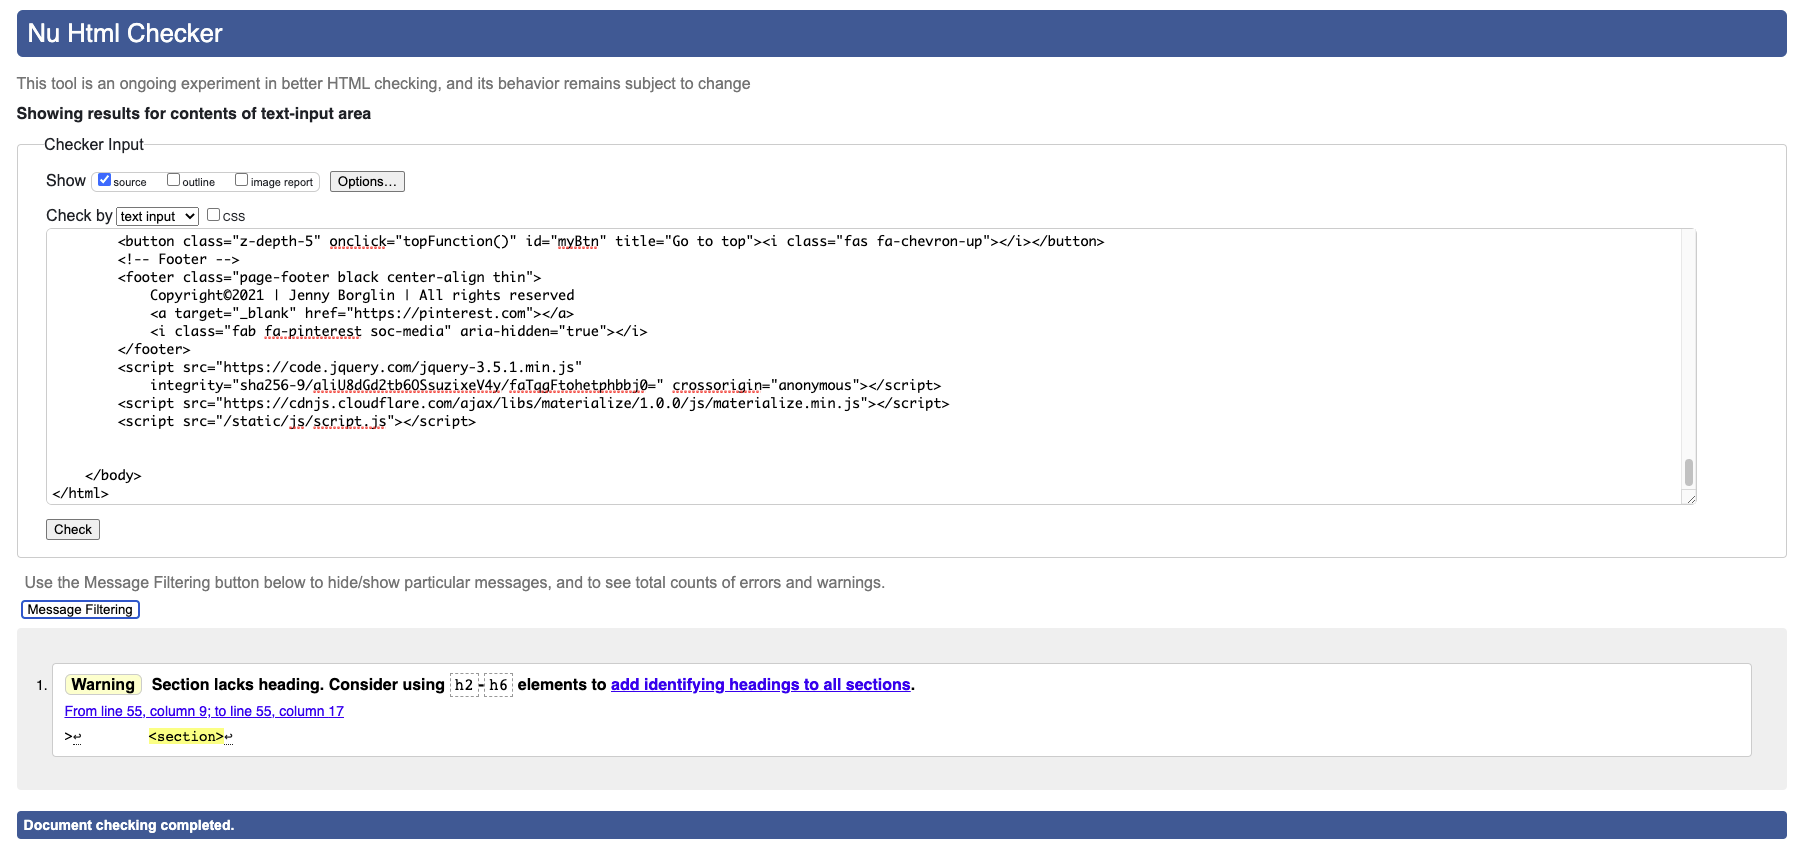 Nu Html Checker
This tool is an ongoing experiment in better HTML checking, and its behavior remains subject to change
Showing results for contents of text-input area
Checker Input
Show source outline image report Options...
Check by text input css
<button class="z-depth-5" onclick="topFunction()" id="myBtn" title="Go to top"><i class="fas fa-chevron-up"></i></button>
<!-- Footer -->
<footer class="page-footer black center-align thin">
Copyright©2021 | Jenny Borglin | All rights reserved
<a target="_blank" href="https://pinterest.com"></a>
<i class="fab fa-pinterest soc-media" aria-hidden="true"></i>
</footer>
<script src="https://code.jquery.com/jquery-3.5.1.min.js"
integrity="sha256-9/aliU8dGd2tb6OSsuzixeV4y/faTqgFtohetphbbj0=" crossorigin="anonymous"></script>
<script src="https://cdnjs.cloudflare.com/ajax/libs/materialize/1.0.0/js/materialize.min.js"></script>
<script src="/static/js/script.js"></script>
</body>
</html>
Check
Use the Message Filtering button below to hide/show particular messages, and to see total counts of errors and warnings.
Message Filtering
1. Warning Section lacks heading. Consider using h2-h6 elements to add identifying headings to all sections.
From line 55, column 9; to line 55, column 17
>↩ <section>↩
Document checking completed.